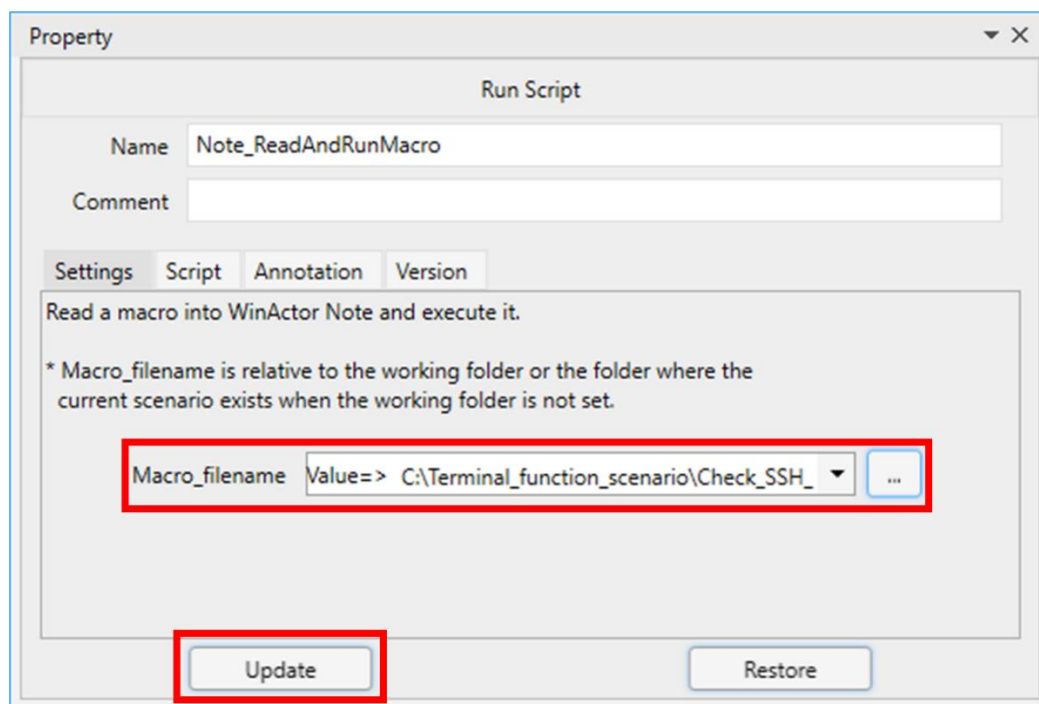 Property
Run Script
Name Note_ReadAndRunMacro
Comment
Settings Script Annotation Version
Read a macro into WinActor Note and execute it.
* Macro_filename is relative to the working folder or the folder where the
current scenario exists when the working folder is not set.
Macro_filename Value=> C:\Terminal_function_scenario\Check_SSH_ ...
Update Restore